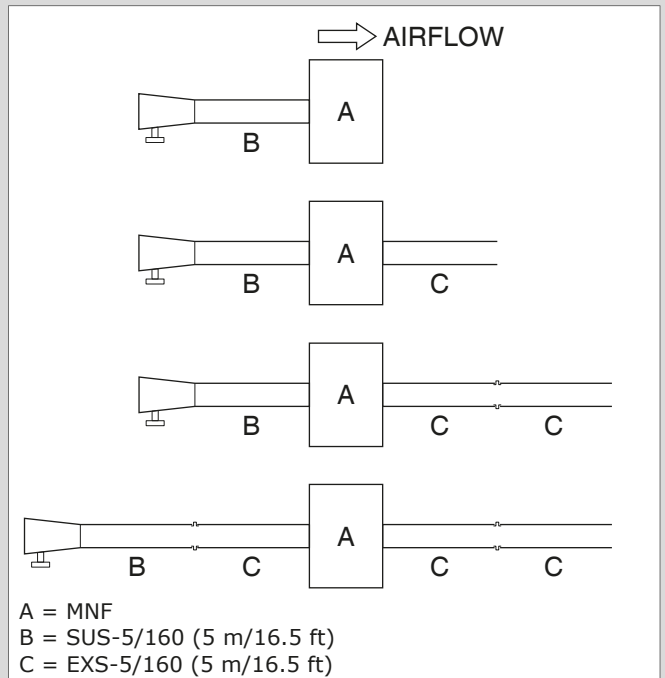 AIRFLOW
A
B
A
B C
A
B C C
A
B C C C
A = MNF
B = SUS-5/160 (5 m/16.5 ft)
C = EXS-5/160 (5 m/16.5 ft)